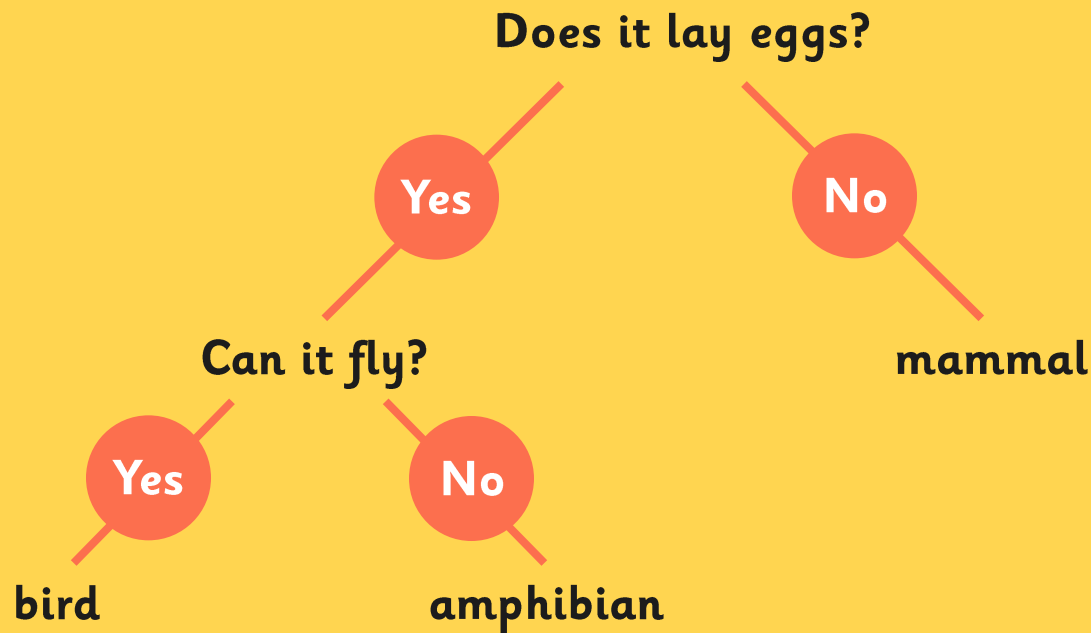 Does it lay eggs?
Yes
No
Can it fly?
mammal
Yes
No
bird
amphibian